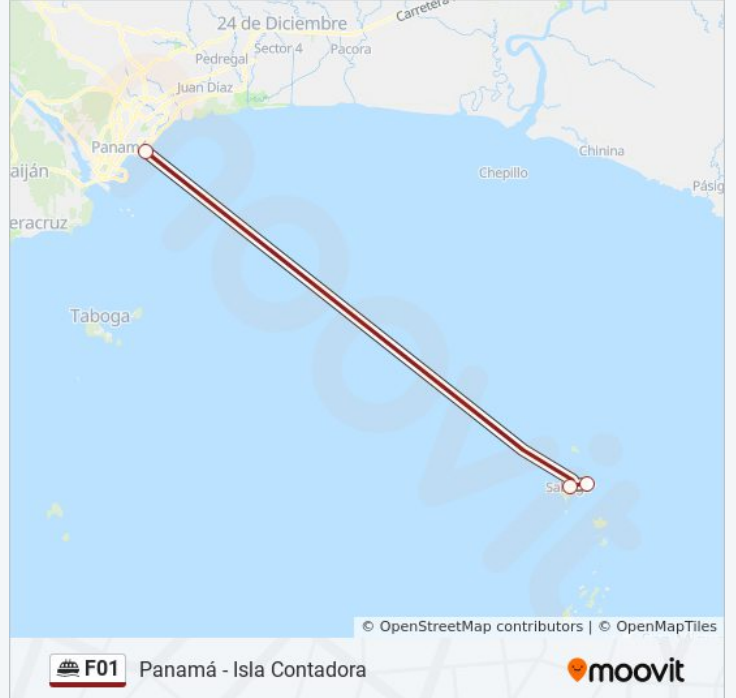 24 de Diciembre
Carretera
Sector 4
Pacora
Pedregal
Juan Díaz
Panam
Chinina
aiján
Chepillo
Pásig
eracruz
Taboga
moovit
© OpenStreetMap contributors | © OpenMapTiles
F01 Panamá - Isla Contadora
moovit